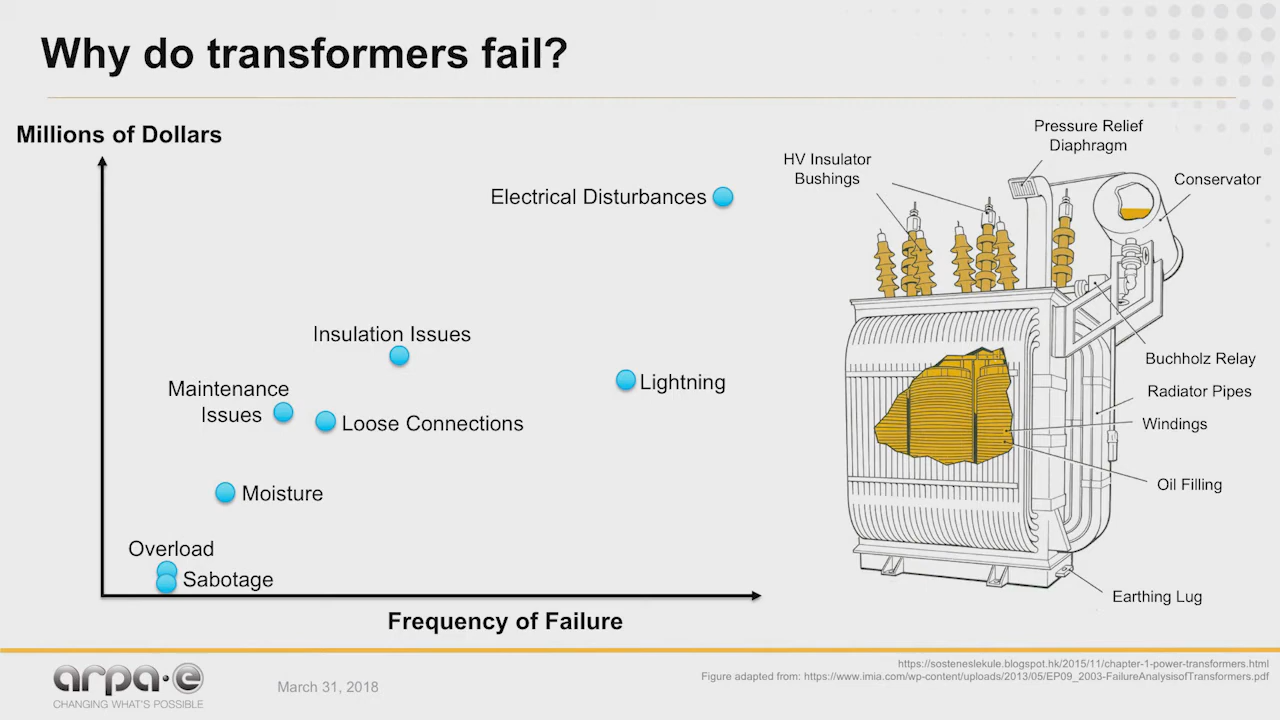 Why do transformers fail?
Millions of Dollars
Electrical Disturbances
Insulation Issues
Lightning
Maintenance
Issues
Loose Connections
Moisture
Overload
Sabotage
Frequency of Failure
Pressure Relief
Diaphragm
HV Insulator
Bushings
Conservator
Buchholz Relay
Radiator Pipes
Windings
Oil Filling
Earthing Lug
arpa·e
CHANGING WHAT'S POSSIBLE
March 31, 2018
https://sosteneslekule.blogspot.hk/2015/11/chapter-1-power-transformers.html
Figure adapted from: https://www.imia.com/wp-content/uploads/2013/05/EP09_2003-FailureAnalysisofTransformers.pdf